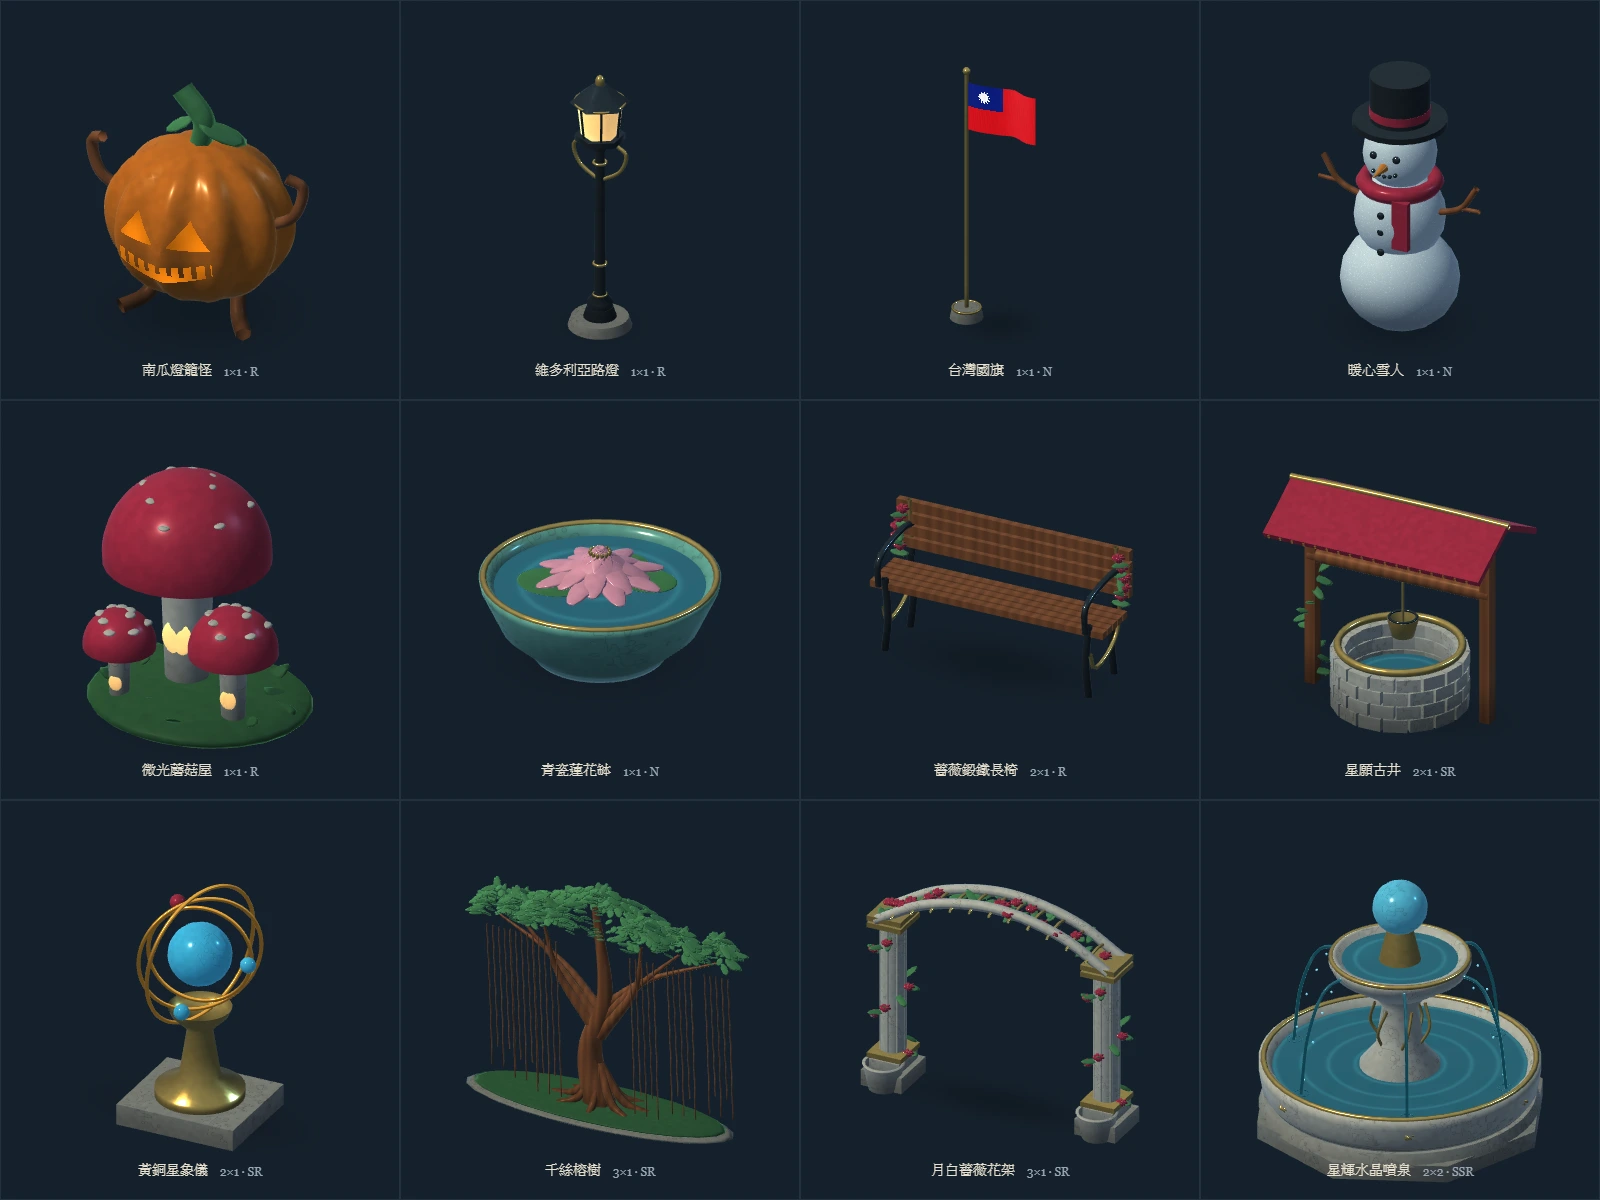 南瓜燈籠怪 1×1 · R
維多利亞路燈 1×1 · R
台灣國旗 1×1 · N
暖心雪人 1×1 · N
微光蘑菇屋 1×1 · R
青瓷蓮花缽 1×1 · N
薔薇鍛鐵長椅 2×1 · R
星願古井 2×1 · SR
黃銅星象儀 2×1 · SR
千絲榕樹 3×1 · SR
月白薔薇花架 3×1 · SR
星輝水晶噴泉 2×2 · SSR